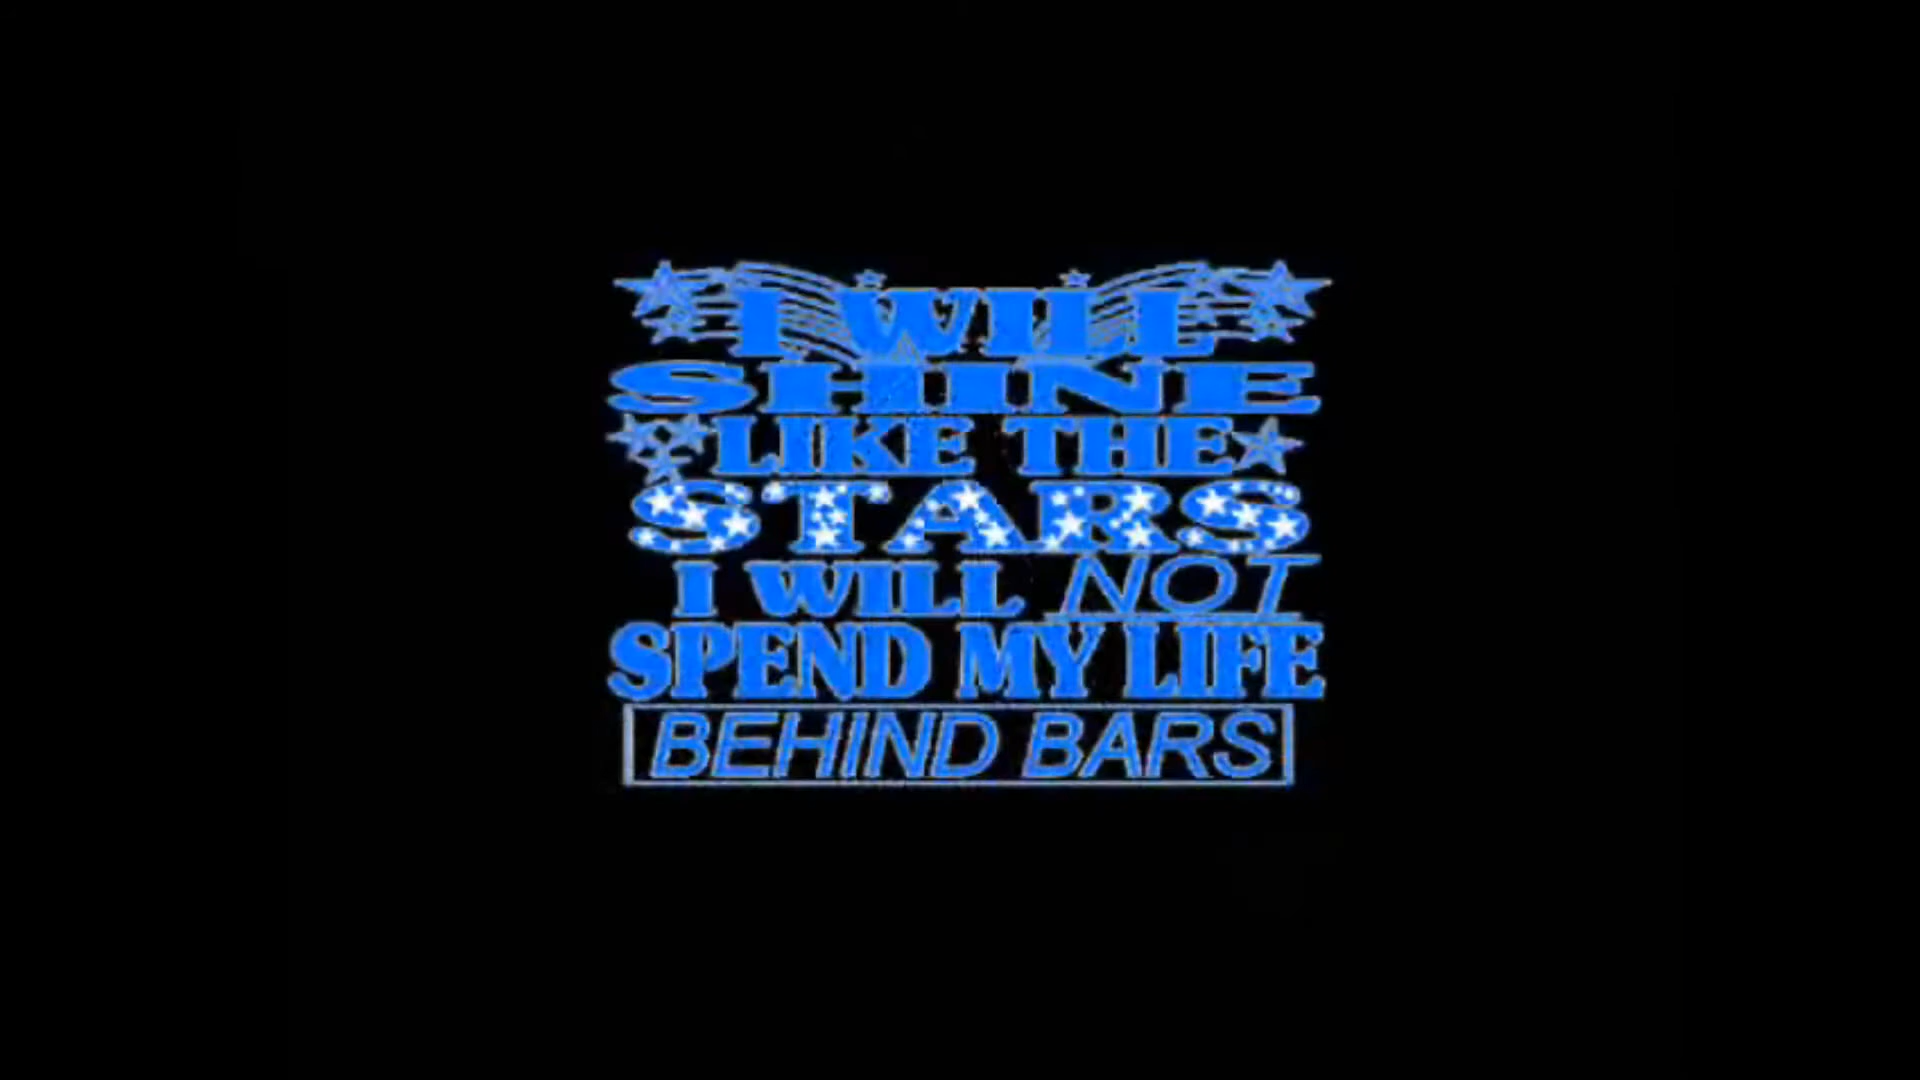 I WILL
SHINE
LIKE THE
STARS
I WILL NOT
SPEND MY LIFE
BEHIND BARS